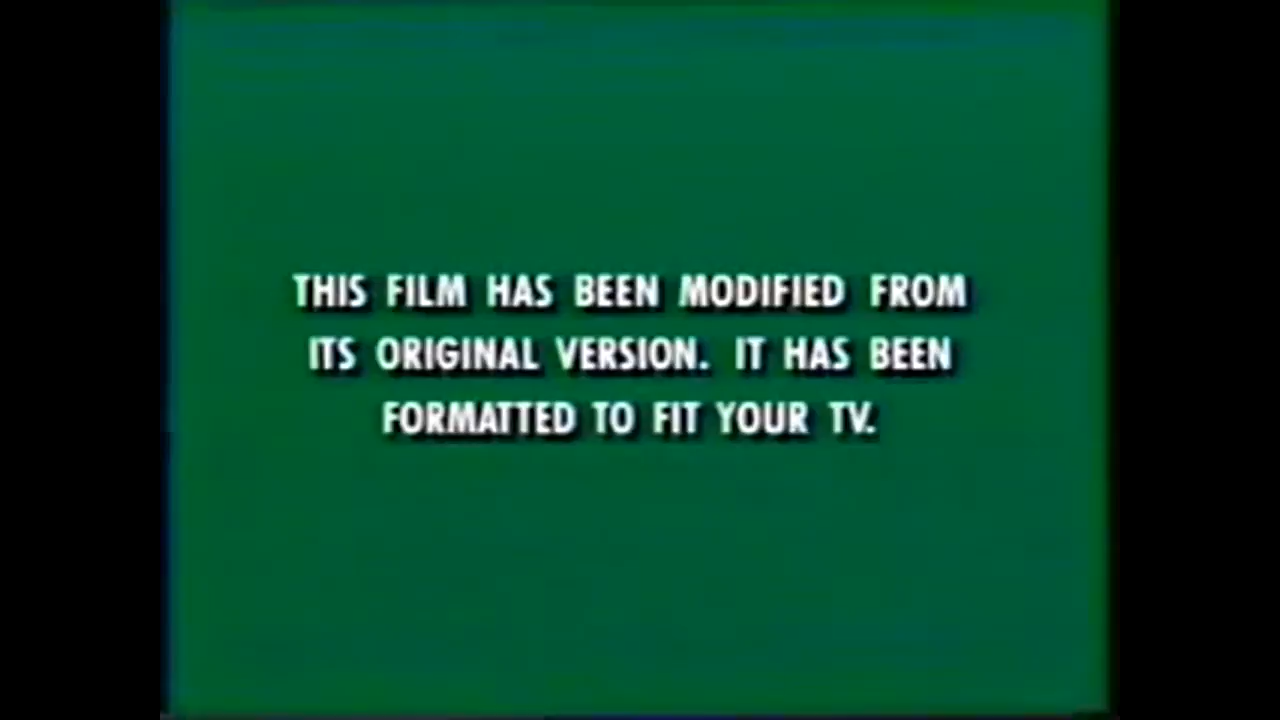 THIS FILM HAS BEEN MODIFIED FROM
ITS ORIGINAL VERSION. IT HAS BEEN
FORMATTED TO FIT YOUR TV.